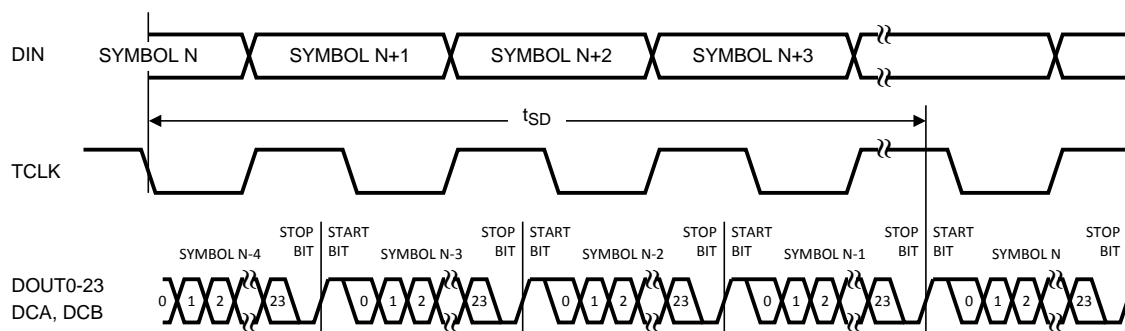 DIN
SYMBOL N SYMBOL N+1 SYMBOL N+2 SYMBOL N+3
tSD
TCLK
STOP BIT START BIT STOP BIT START BIT STOP BIT START BIT STOP BIT START BIT STOP BIT
SYMBOL N-4 SYMBOL N-3 SYMBOL N-2 SYMBOL N-1 SYMBOL N
DOUT0-23
DCA, DCB
0 1 2 23 0 1 2 23 0 1 2 23 0 1 2 23 0 1 2 23